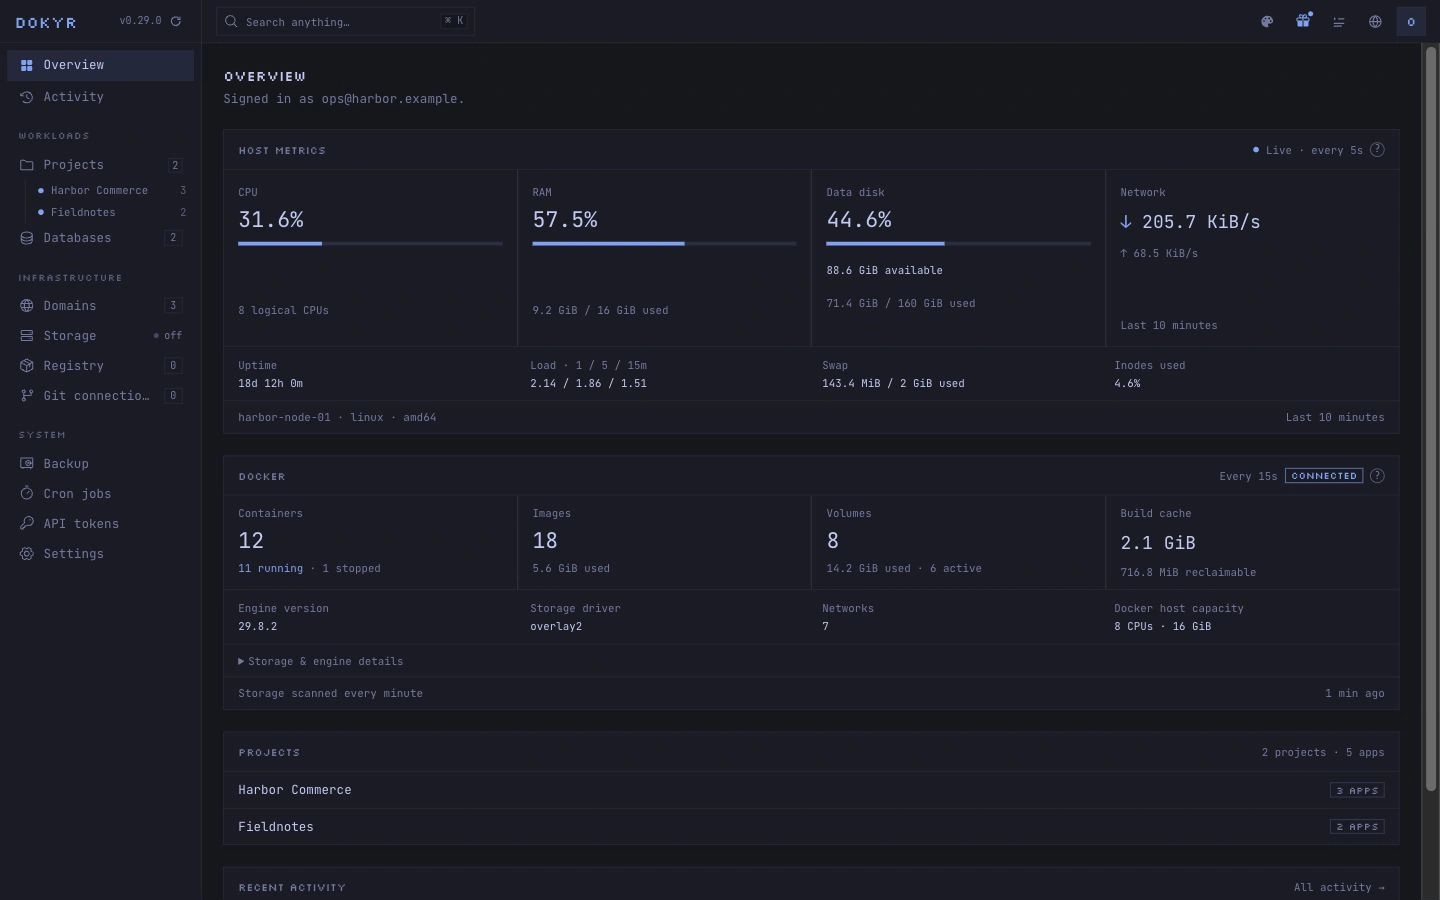 DOKYR v0.29.0
Search anything… ⌘ K
O
Overview
Activity
WORKLOADS
Projects 2
Harbor Commerce 3
Fieldnotes 2
Databases 2
INFRASTRUCTURE
Domains 3
Storage off
Registry 0
Git connectio… 0
SYSTEM
Backup
Cron jobs
API tokens
Settings
OVERVIEW
Signed in as ops@harbor.example.
HOST METRICS Live · every 5s ?
CPU
31.6%
8 logical CPUs
RAM
57.5%
9.2 GiB / 16 GiB used
Data disk
44.6%
88.6 GiB available
71.4 GiB / 160 GiB used
Network
↓ 205.7 KiB/s
↑ 68.5 KiB/s
Last 10 minutes
Uptime
18d 12h 0m
Load · 1 / 5 / 15m
2.14 / 1.86 / 1.51
Swap
143.4 MiB / 2 GiB used
Inodes used
4.6%
harbor-node-01 · linux · amd64 Last 10 minutes
DOCKER Every 15s CONNECTED ?
Containers
12
11 running · 1 stopped
Images
18
5.6 GiB used
Volumes
8
14.2 GiB used · 6 active
Build cache
2.1 GiB
716.8 MiB reclaimable
Engine version
29.8.2
Storage driver
overlay2
Networks
7
Docker host capacity
8 CPUs · 16 GiB
▶ Storage & engine details
Storage scanned every minute 1 min ago
PROJECTS 2 projects · 5 apps
Harbor Commerce 3 APPS
Fieldnotes 2 APPS
RECENT ACTIVITY All activity →